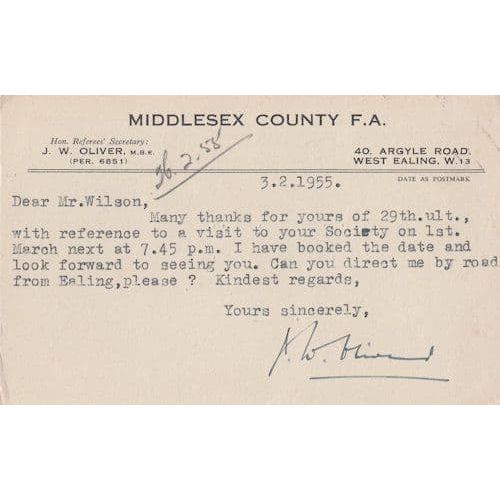 MIDDLESEX COUNTY F.A.
Hon. Referees' Secretary:
J. W. OLIVER, M.B.E.
(PER. 6851)
40, ARGYLE ROAD,
WEST EALING, W.13
DATE AS POSTMARK
3.2.1955.
Dear Mr.Wilson,
Many thanks for yours of 29th.ult.,
with reference to a visit to your Society on 1st.
March next at 7.45 p.m. I have booked the date and
look forward to seeing you. Can you direct me by road
from Ealing,please ? Kindest regards,
Yours sincerely,
J. W. Oliver